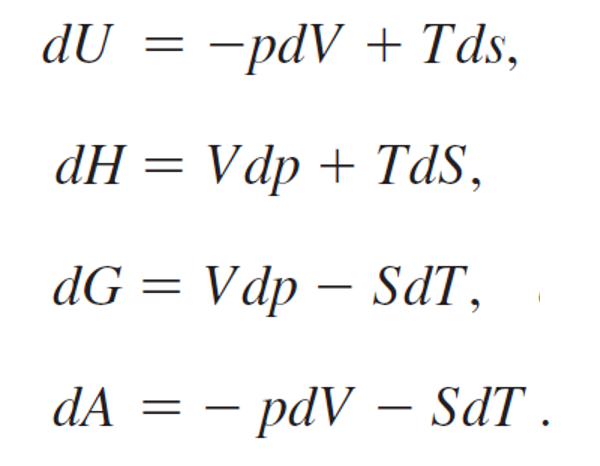 dU = −pdV + Tds,
dH = Vdp + TdS,
dG = Vdp − SdT,
dA = − pdV − SdT .